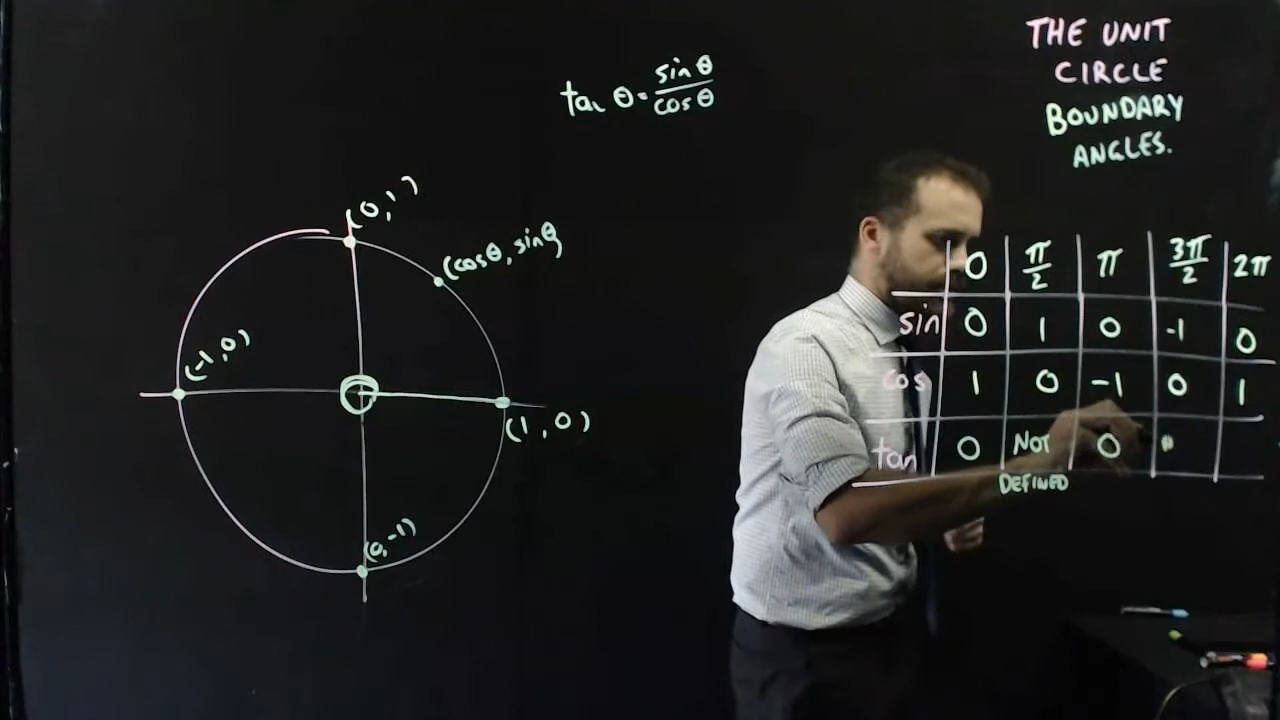 THE UNIT
CIRCLE
BOUNDARY
ANGLES.
tan θ = sin θ / cos θ
(0, 1)
(cos θ, sin θ)
(-1, 0)
(1, 0)
(0, -1)
0 π/2 π 3π/2 2π
sin 0 1 0 -1 0
cos 1 0 -1 0 1
tan 0 NOT 0
DEFINED